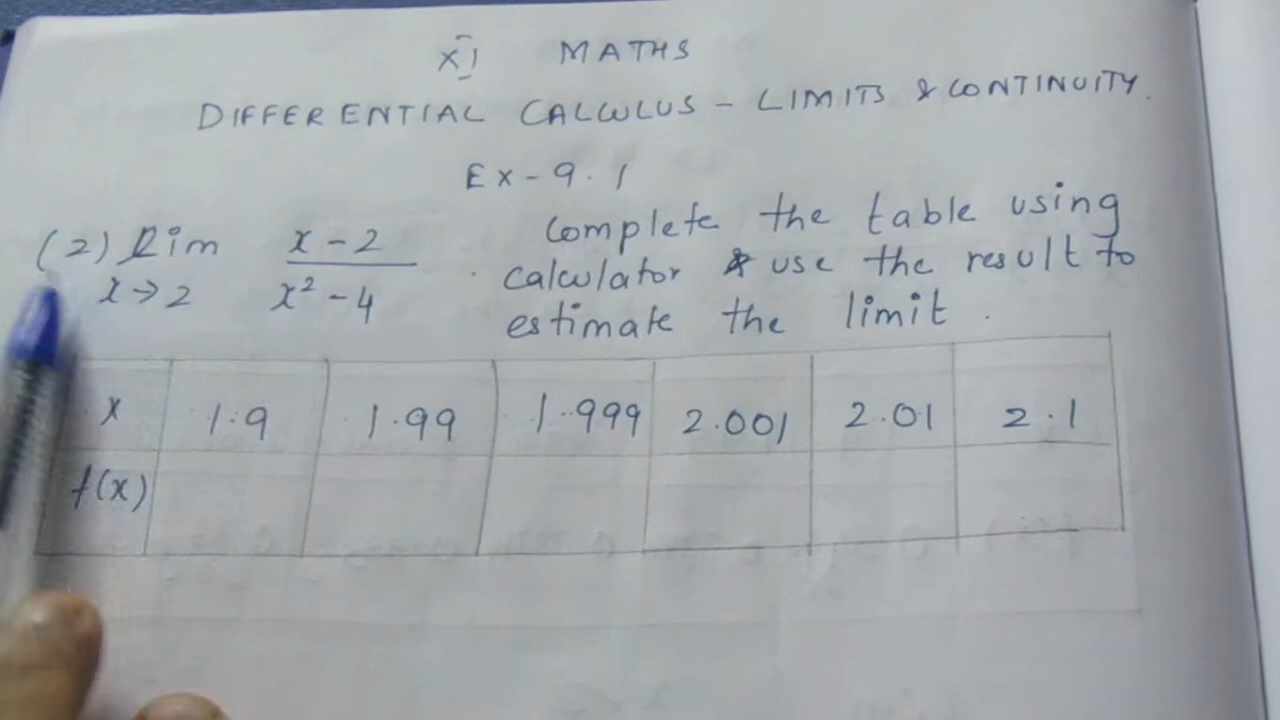 XI MATHS
DIFFERENTIAL CALCULUS - LIMITS & CONTINUITY.
Ex - 9.1
(2) Lim x→2 (x - 2)/(x² - 4)
Complete the table using
calculator & use the result to
estimate the limit.
x 1.9 1.99 1.999 2.001 2.01 2.1
f(x)